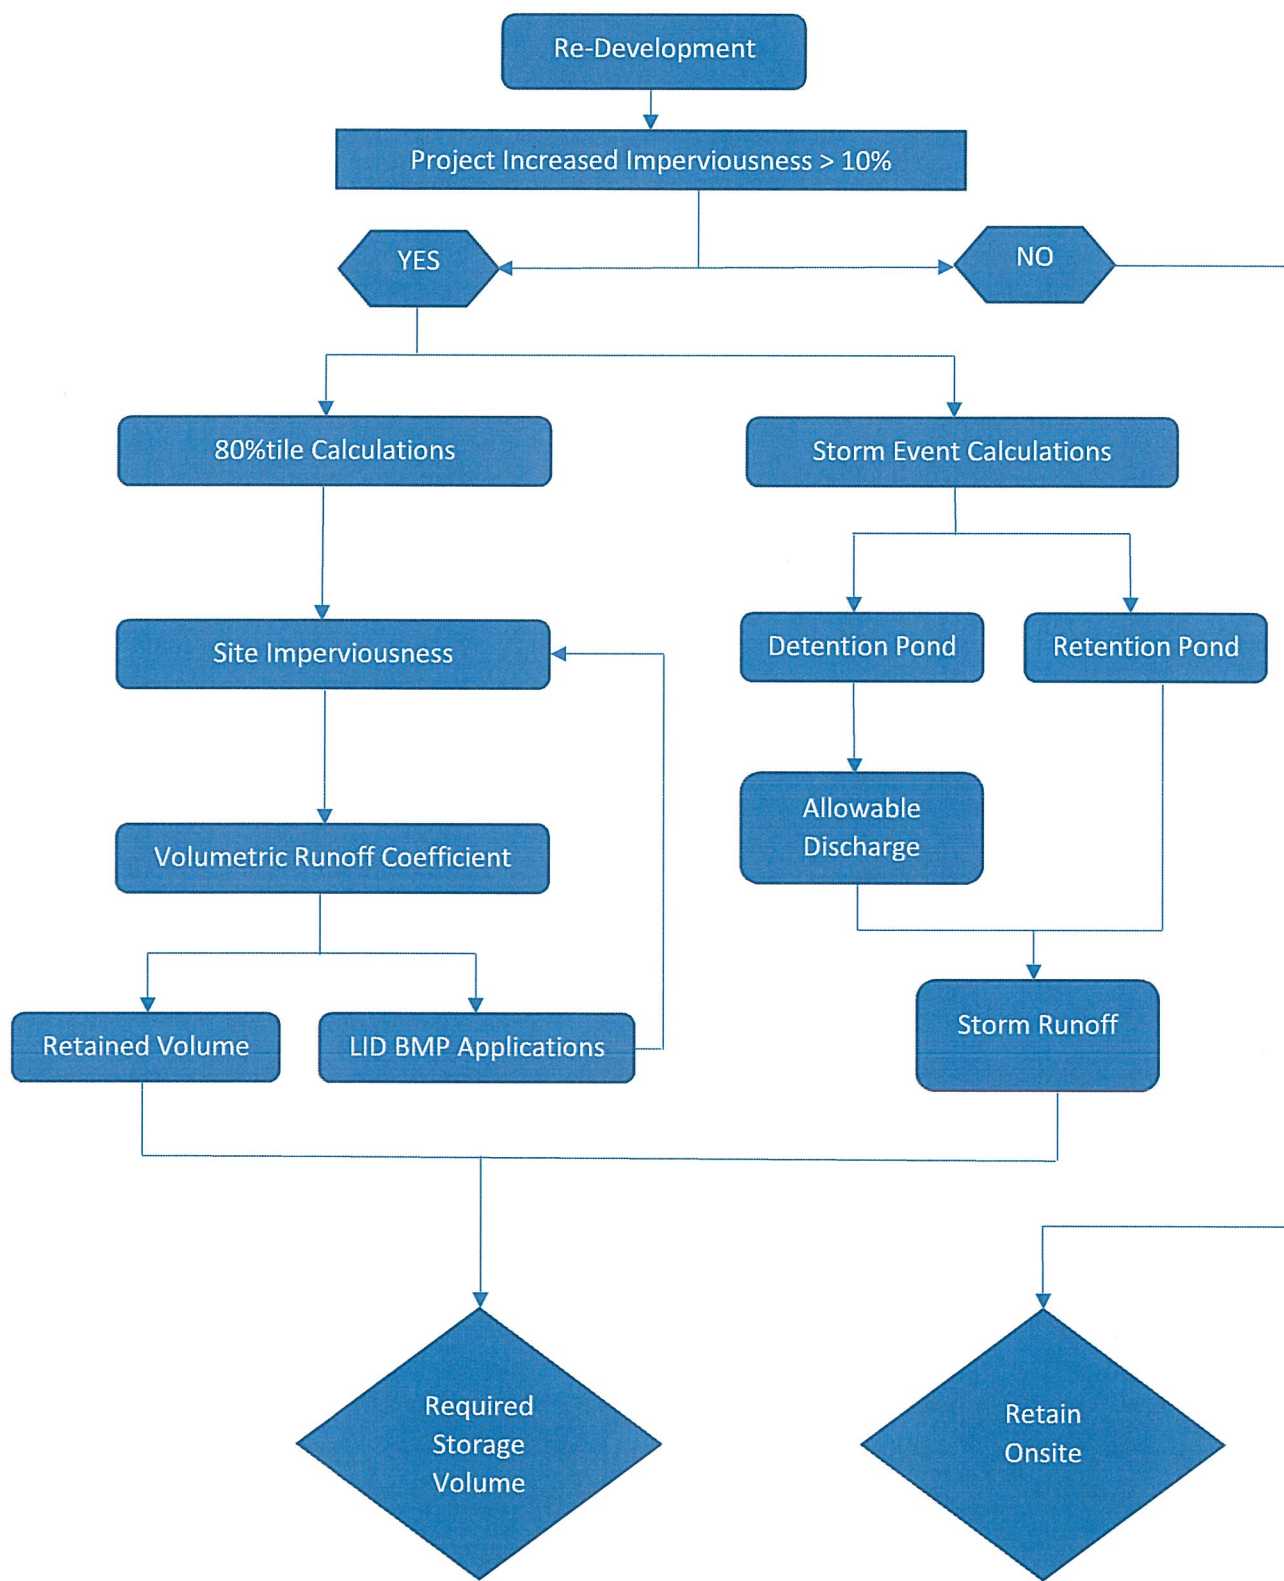 Re-Development
Project Increased Imperviousness > 10%
YES
NO
80%tile Calculations
Storm Event Calculations
Site Imperviousness
Detention Pond
Retention Pond
Allowable
Discharge
Volumetric Runoff Coefficient
Retained Volume
LID BMP Applications
Storm Runoff
Required
Storage
Volume
Retain
Onsite